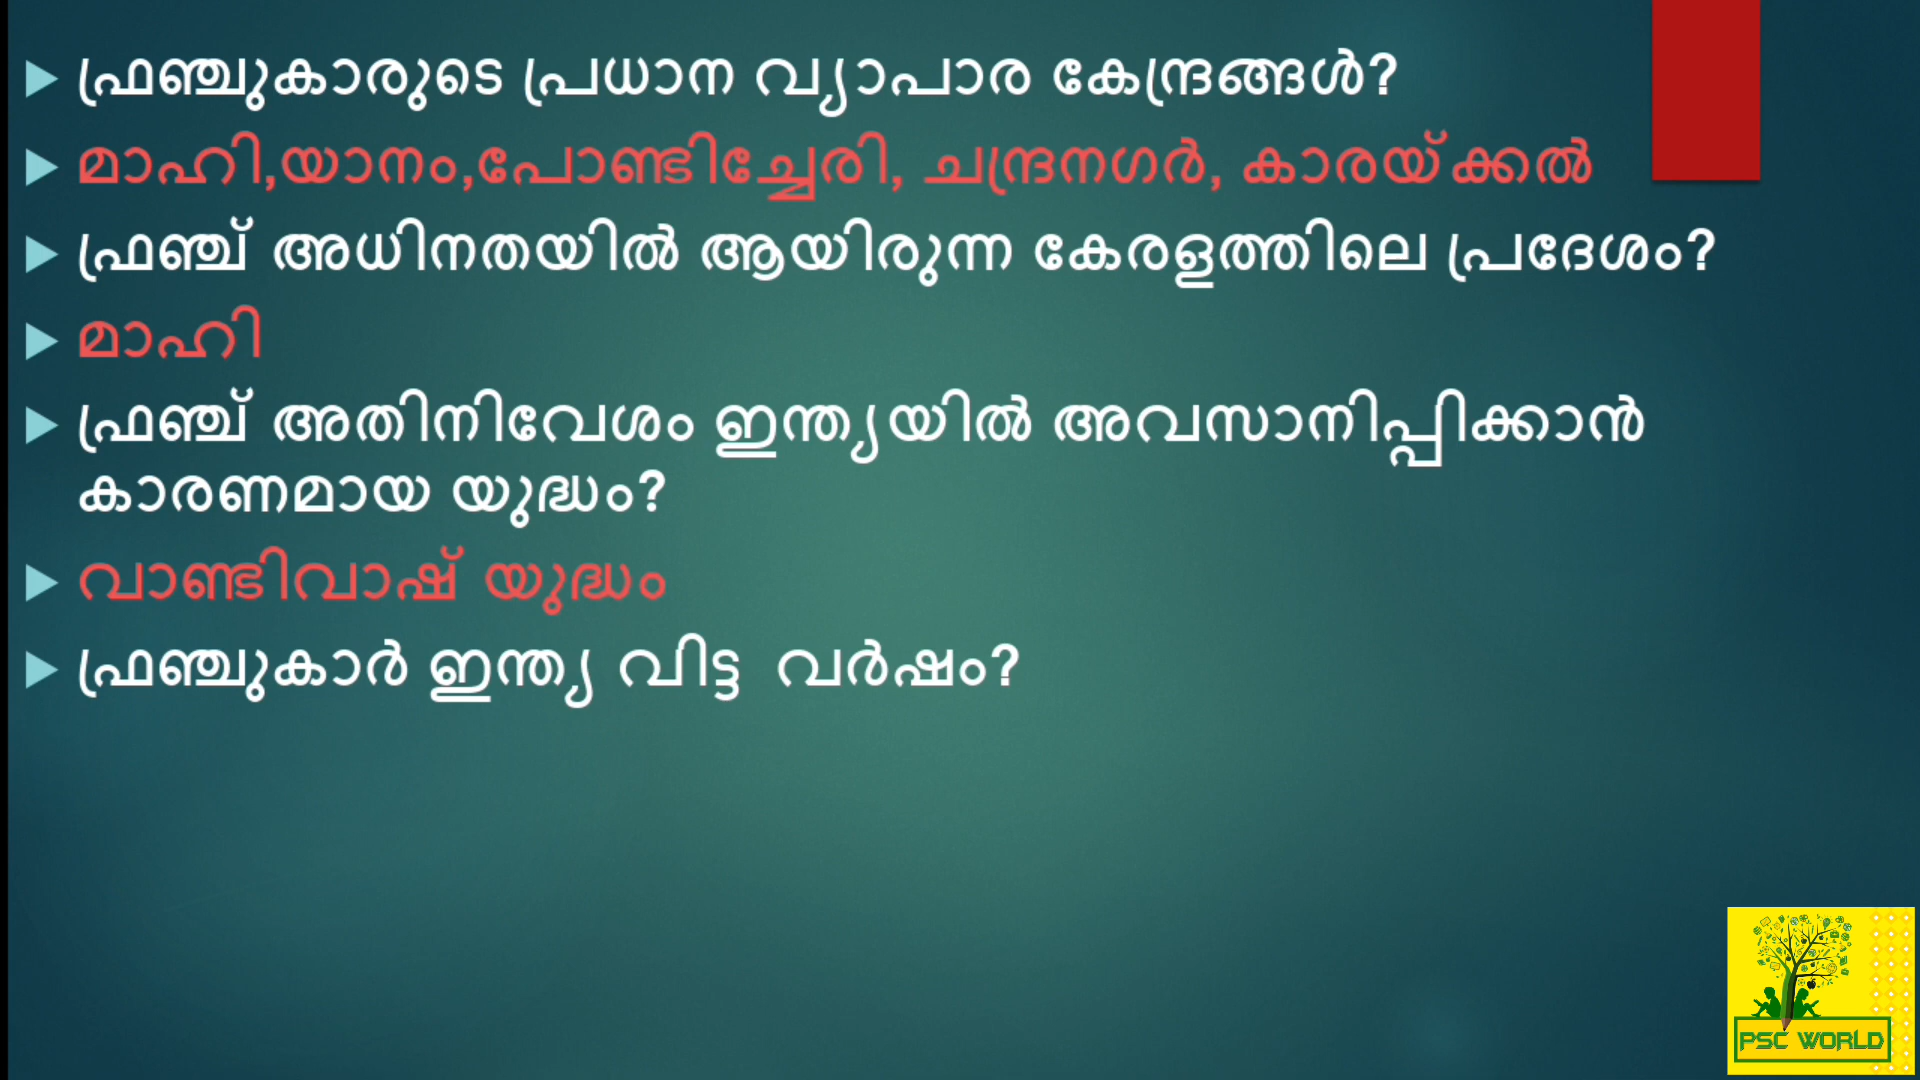 ഫ്രഞ്ചുകാരുടെ പ്രധാന വ്യാപാര കേന്ദ്രങ്ങൾ?
മാഹി,യാനം,പോണ്ടിച്ചേരി, ചന്ദ്രനഗർ, കാരയ്ക്കൽ
ഫ്രഞ്ച് അധിനതയിൽ ആയിരുന്ന കേരളത്തിലെ പ്രദേശം?
മാഹി
ഫ്രഞ്ച് അതിനിവേശം ഇന്ത്യയിൽ അവസാനിപ്പിക്കാൻ
കാരണമായ യുദ്ധം?
വാണ്ടിവാഷ് യുദ്ധം
ഫ്രഞ്ചുകാർ ഇന്ത്യ വിട്ട വർഷം?
PSC WORLD